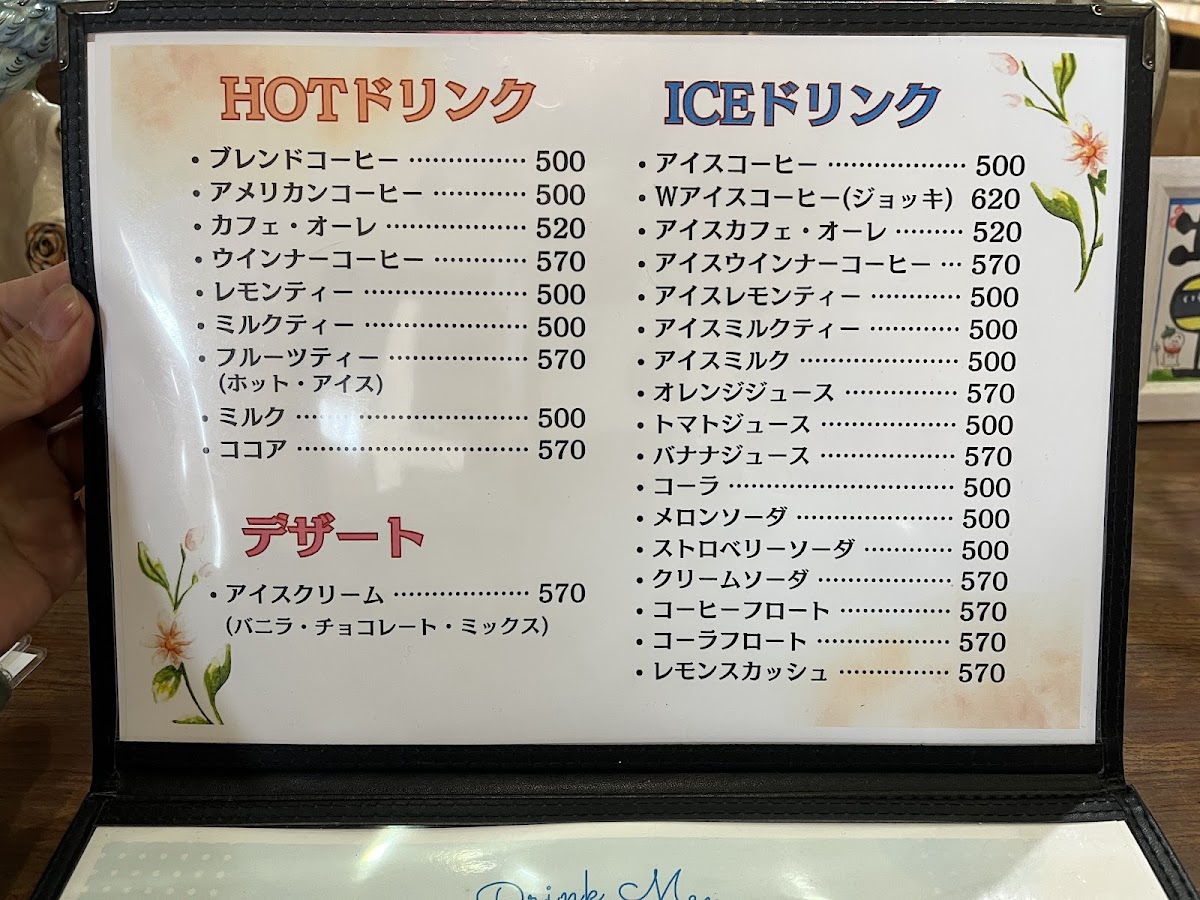 HOTドリンク
・ブレンドコーヒー ……………… 500
・アメリカンコーヒー …………… 500
・カフェ・オーレ ………………… 520
・ウインナーコーヒー …………… 570
・レモンティー …………………… 500
・ミルクティー …………………… 500
・フルーツティー ………………… 570
(ホット・アイス)
・ミルク …………………………… 500
・ココア …………………………… 570
デザート
・アイスクリーム ………………… 570
(バニラ・チョコレート・ミックス)
ICEドリンク
・アイスコーヒー ………………… 500
・Wアイスコーヒー(ジョッキ) 620
・アイスカフェ・オーレ ……… 520
・アイスウインナーコーヒー … 570
・アイスレモンティー ………… 500
・アイスミルクティー ………… 500
・アイスミルク ………………… 500
・オレンジジュース …………… 570
・トマトジュース ……………… 500
・バナナジュース ……………… 570
・コーラ ………………………… 500
・メロンソーダ ………………… 500
・ストロベリーソーダ ………… 500
・クリームソーダ ……………… 570
・コーヒーフロート …………… 570
・コーラフロート ……………… 570
・レモンスカッシュ …………… 570
Drink